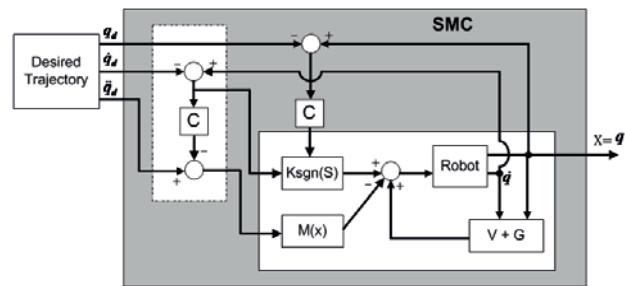 SMC
q_d
q̇_d
q̈_d
Desired
Trajectory
− +
− +
C
C
−
+
Ksgn(S)
+
−
+
Robot
X= q
q̇
M(x)
V + G